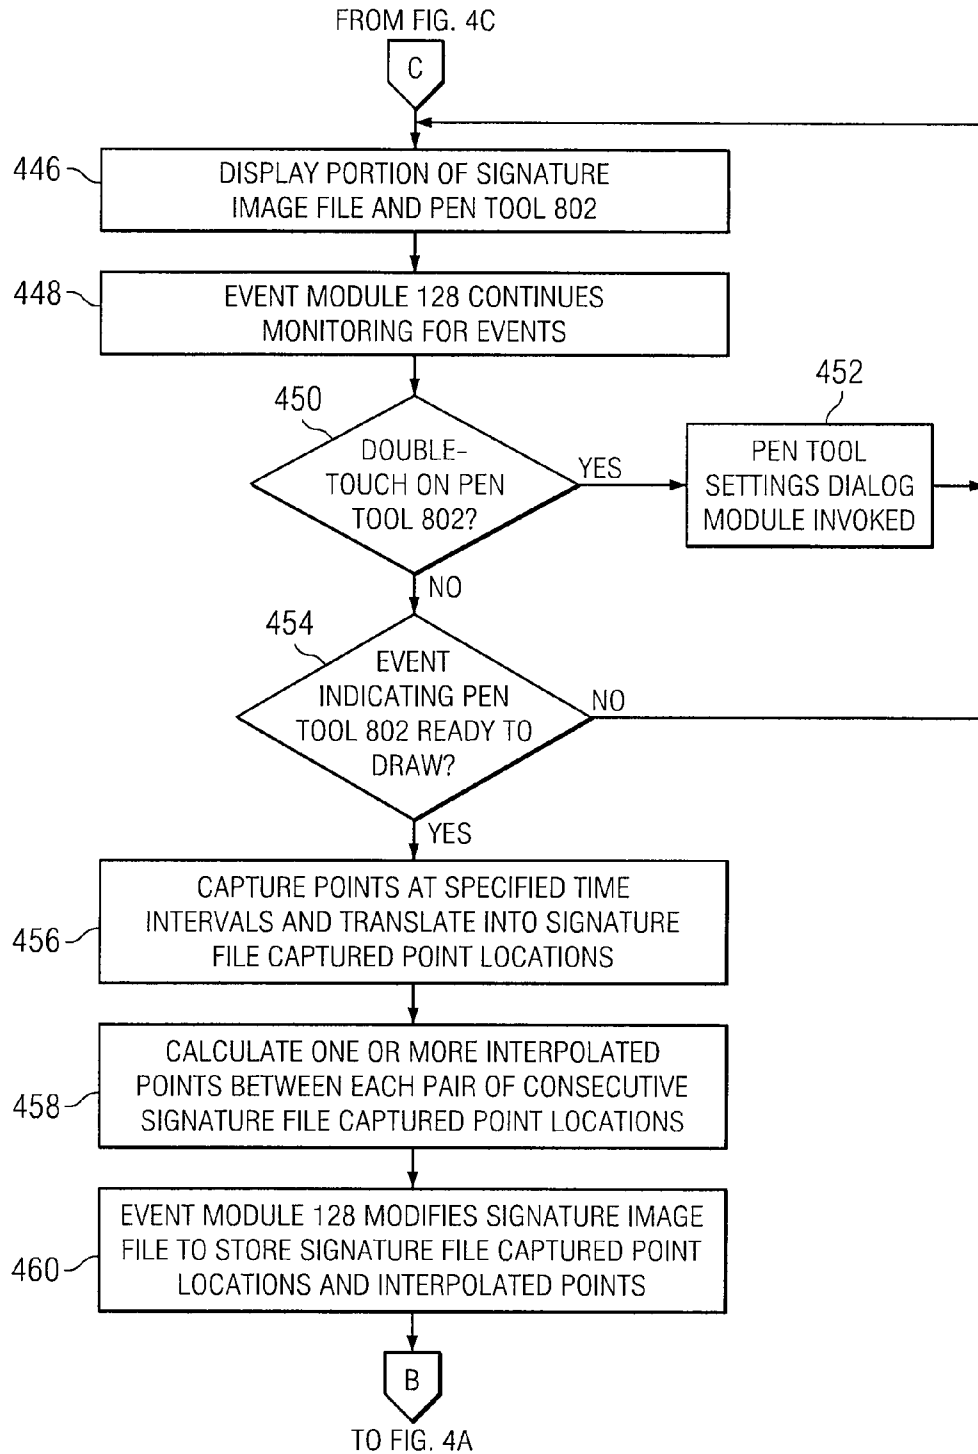 FROM FIG. 4C
C
446
DISPLAY PORTION OF SIGNATURE
IMAGE FILE AND PEN TOOL 802
448
EVENT MODULE 128 CONTINUES
MONITORING FOR EVENTS
450
DOUBLE-
TOUCH ON PEN
TOOL 802?
YES
452
PEN TOOL
SETTINGS DIALOG
MODULE INVOKED
NO
454
EVENT
INDICATING PEN
TOOL 802 READY TO
DRAW?
NO
YES
456
CAPTURE POINTS AT SPECIFIED TIME
INTERVALS AND TRANSLATE INTO SIGNATURE
FILE CAPTURED POINT LOCATIONS
458
CALCULATE ONE OR MORE INTERPOLATED
POINTS BETWEEN EACH PAIR OF CONSECUTIVE
SIGNATURE FILE CAPTURED POINT LOCATIONS
460
EVENT MODULE 128 MODIFIES SIGNATURE IMAGE
FILE TO STORE SIGNATURE FILE CAPTURED POINT
LOCATIONS AND INTERPOLATED POINTS
B
TO FIG. 4A